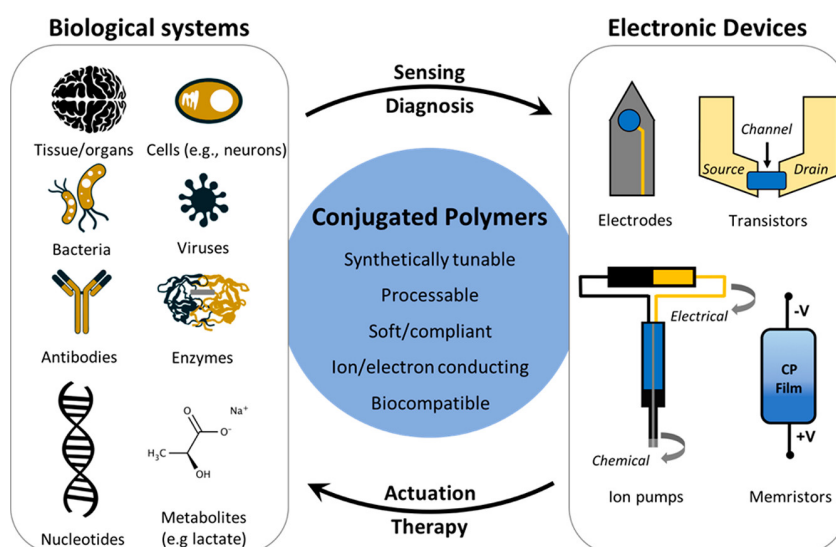 Biological systems
Tissue/organs
Cells (e.g., neurons)
Bacteria
Viruses
Antibodies
Enzymes
Nucleotides
O
Na⁺
O⁻
H₃C
OH
Metabolites
(e.g lactate)
Sensing
Diagnosis
Conjugated Polymers
Synthetically tunable
Processable
Soft/compliant
Ion/electron conducting
Biocompatible
Actuation
Therapy
Electronic Devices
Electrodes
Channel
Source
Drain
Transistors
Electrical
Chemical
Ion pumps
-V
CP
Film
+V
Memristors